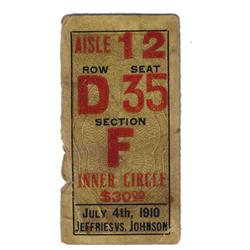 AISLE 12
ROW SEAT
D 35
SECTION
F
INNER CIRCLE
$30.00
JULY 4th, 1910
JEFFRIES VS. JOHNSON